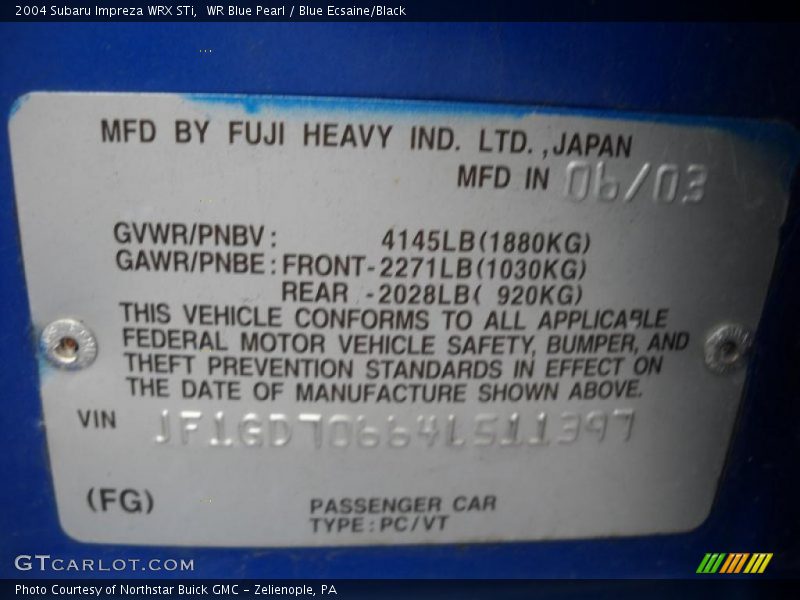 2004 Subaru Impreza WRX STi, WR Blue Pearl / Blue Ecsaine/Black
MFD BY FUJI HEAVY IND. LTD. ,JAPAN
MFD IN 06/03
GVWR/PNBV: 4145LB(1880KG)
GAWR/PNBE: FRONT-2271LB(1030KG)
REAR -2028LB( 920KG)
THIS VEHICLE CONFORMS TO ALL APPLICABLE
FEDERAL MOTOR VEHICLE SAFETY, BUMPER, AND
THEFT PREVENTION STANDARDS IN EFFECT ON
THE DATE OF MANUFACTURE SHOWN ABOVE.
VIN JF1GD70664L511397
(FG) PASSENGER CAR
TYPE: PC/VT
GTCARLOT.COM
Photo Courtesy of Northstar Buick GMC - Zelienople, PA